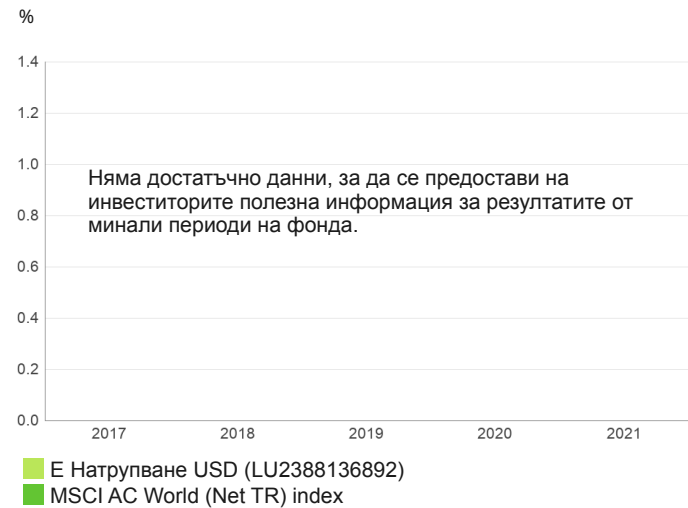 %
1.4
1.2
1.0
Няма достатъчно данни, за да се предостави на
инвеститорите полезна информация за резултатите от
0.8
минали периоди на фонда.
0.6
0.4
0.2
0.0
2017 2018 2019 2020 2021
Е Натрупване USD (LU2388136892)
MSCI AC World (Net TR) index